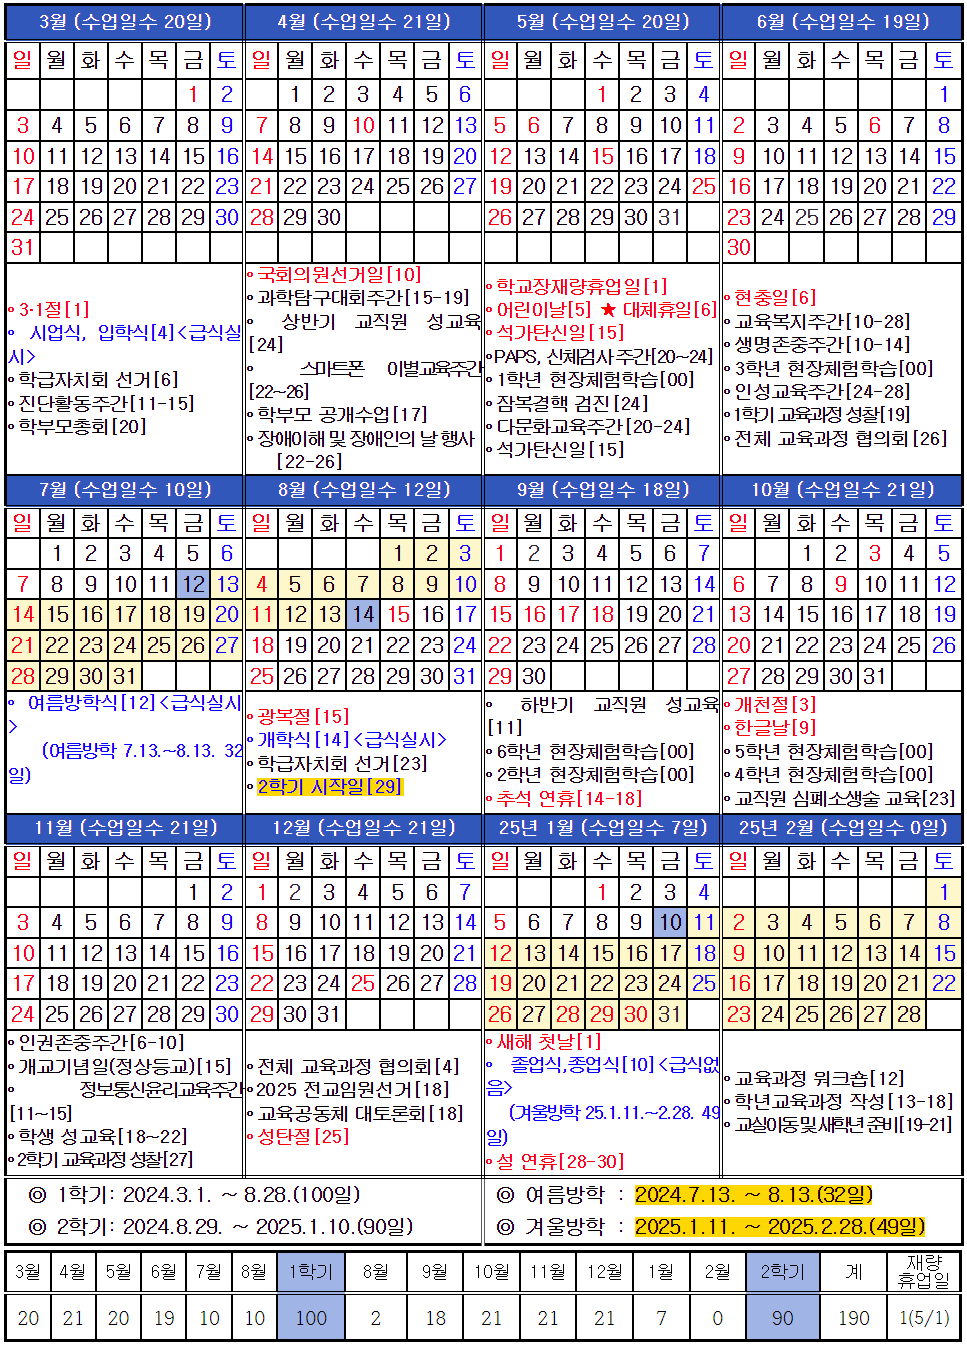 3월 (수업일수 20일) 4월 (수업일수 21일) 5월 (수업일수 20일) 6월 (수업일수 19일)
일 월 화 수 목 금 토 일 월 화 수 목 금 토 일 월 화 수 목 금 토 일 월 화 수 목 금 토
1 2 1 2 3 4 5 6 1 2 3 4 1
3 4 5 6 7 8 9 7 8 9 10 11 12 13 5 6 7 8 9 10 11 2 3 4 5 6 7 8
10 11 12 13 14 15 16 14 15 16 17 18 19 20 12 13 14 15 16 17 18 9 10 11 12 13 14 15
17 18 19 20 21 22 23 21 22 23 24 25 26 27 19 20 21 22 23 24 25 16 17 18 19 20 21 22
24 25 26 27 28 29 30 28 29 30 26 27 28 29 30 31 23 24 25 26 27 28 29
31 30
∘3·1절[1]
∘ 시업식, 입학식[4]<급식실
시>
∘학급자치회 선거[6]
∘진단활동주간[11-15]
∘학부모총회[20]
∘국회의원선거일[10]
∘과학탐구대회주간[15-19]
∘ 상반기 교직원 성교육
[24]
∘ 스마트폰 이별교육주간
[22~26]
∘학부모 공개수업[17]
∘장애이해 및 장애인의 날 행사
[22-26]
∘학교장재량휴업일[1]
∘어린이날[5] ★ 대체휴일[6]
∘석가탄신일[15]
∘PAPS, 신체검사 주간[20~24]
∘1학년 현장체험학습[00]
∘잠복결핵 검진[24]
∘다문화교육주간[20-24]
∘석가탄신일[15]
∘현충일[6]
∘교육복지주간[10-28]
∘생명존중주간[10-14]
∘3학년 현장체험학습[00]
∘인성교육주간[24-28]
∘1학기 교육과정 성찰[19]
∘전체 교육과정 협의회[26]
7월 (수업일수 10일) 8월 (수업일수 12일) 9월 (수업일수 18일) 10월 (수업일수 21일)
일 월 화 수 목 금 토 일 월 화 수 목 금 토 일 월 화 수 목 금 토 일 월 화 수 목 금 토
1 2 3 4 5 6 1 2 3 1 2 3 4 5 6 7 1 2 3 4 5
7 8 9 10 11 12 13 4 5 6 7 8 9 10 8 9 10 11 12 13 14 6 7 8 9 10 11 12
14 15 16 17 18 19 20 11 12 13 14 15 16 17 15 16 17 18 19 20 21 13 14 15 16 17 18 19
21 22 23 24 25 26 27 18 19 20 21 22 23 24 22 23 24 25 26 27 28 20 21 22 23 24 25 26
28 29 30 31 25 26 27 28 29 30 31 29 30 27 28 29 30 31
∘ 여름방학식[12]<급식실시
>
(여름방학 7.13.~8.13. 32
일)
∘광복절[15]
∘개학식[14]<급식실시>
∘학급자치회 선거[23]
∘2학기 시작일[29]
∘ 하반기 교직원 성교육
[11]
∘6학년 현장체험학습[00]
∘2학년 현장체험학습[00]
∘추석 연휴[14-18]
∘개천절[3]
∘한글날[9]
∘5학년 현장체험학습[00]
∘4학년 현장체험학습[00]
∘교직원 심폐소생술 교육[23]
11월 (수업일수 21일) 12월 (수업일수 21일) 25년 1월 (수업일수 7일) 25년 2월 (수업일수 0일)
일 월 화 수 목 금 토 일 월 화 수 목 금 토 일 월 화 수 목 금 토 일 월 화 수 목 금 토
1 2 1 2 3 4 5 6 7 1 2 3 4 1
3 4 5 6 7 8 9 8 9 10 11 12 13 14 5 6 7 8 9 10 11 2 3 4 5 6 7 8
10 11 12 13 14 15 16 15 16 17 18 19 20 21 12 13 14 15 16 17 18 9 10 11 12 13 14 15
17 18 19 20 21 22 23 22 23 24 25 26 27 28 19 20 21 22 23 24 25 16 17 18 19 20 21 22
24 25 26 27 28 29 30 29 30 31 26 27 28 29 30 31 23 24 25 26 27 28
∘인권존중주간[6-10]
∘개교기념일(정상등교)[15]
∘ 정보통신윤리교육주간
[11~15]
∘학생 성교육[18~22]
∘2학기 교육과정 성찰[27]
∘전체 교육과정 협의회[4]
∘2025 전교임원선거[18]
∘교육공동체 대토론회[18]
∘성탄절[25]
∘새해 첫날[1]
∘ 졸업식,종업식[10]<급식없
음>
(겨울방학 25.1.11.~2.28. 49
일)
∘설 연휴[28-30]
∘교육과정 워크숍[12]
∘학년교육과정 작성[13-18]
∘교실이동 및 새학년 준비[19-21]
◎ 1학기: 2024.3.1. ~ 8.28.(100일)
◎ 2학기: 2024.8.29. ~ 2025.1.10.(90일)
◎ 여름방학 : 2024.7.13. ~ 8.13.(32일)
◎ 겨울방학 : 2025.1.11. ~ 2025.2.28.(49일)
3월 4월 5월 6월 7월 8월 1학기 8월 9월 10월 11월 12월 1월 2월 2학기 계 재량
휴업일
20 21 20 19 10 10 100 2 18 21 21 21 7 0 90 190 1(5/1)